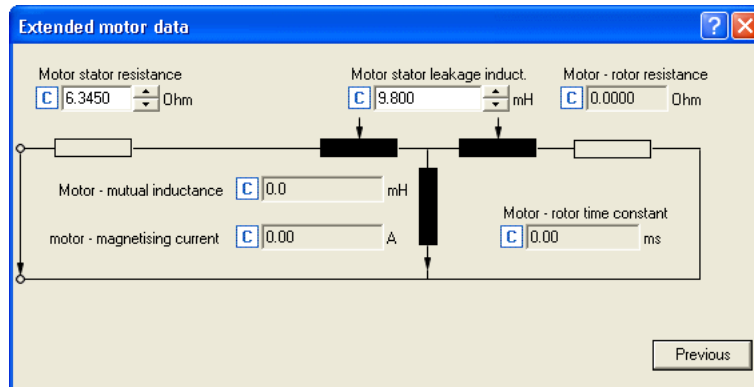 Extended motor data
Motor stator resistance
C 6.3450 Ohm
Motor stator leakage induct.
C 9.800 mH
Motor - rotor resistance
C 0.0000 Ohm
Motor - mutual inductance C 0.0 mH
motor - magnetising current C 0.00 A
Motor - rotor time constant
C 0.00 ms
Previous